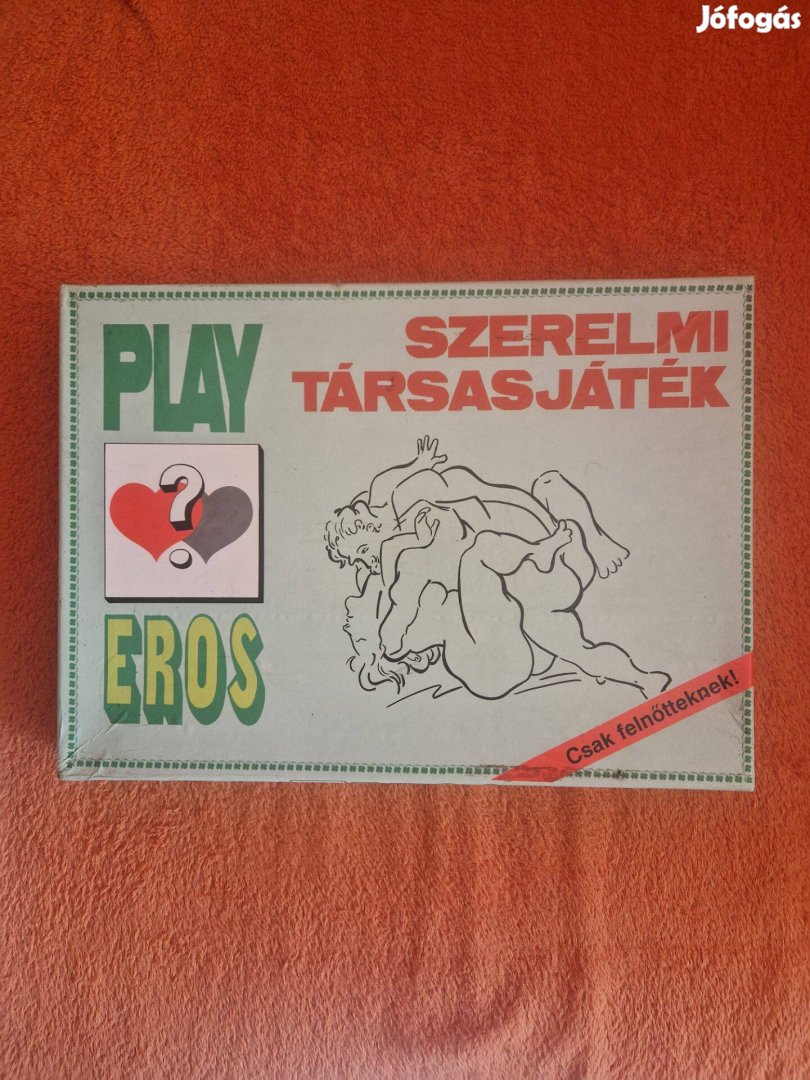 Jófogás
PLAY
SZERELMI
TÁRSASJÁTÉK
?
EROS
Csak felnőtteknek!